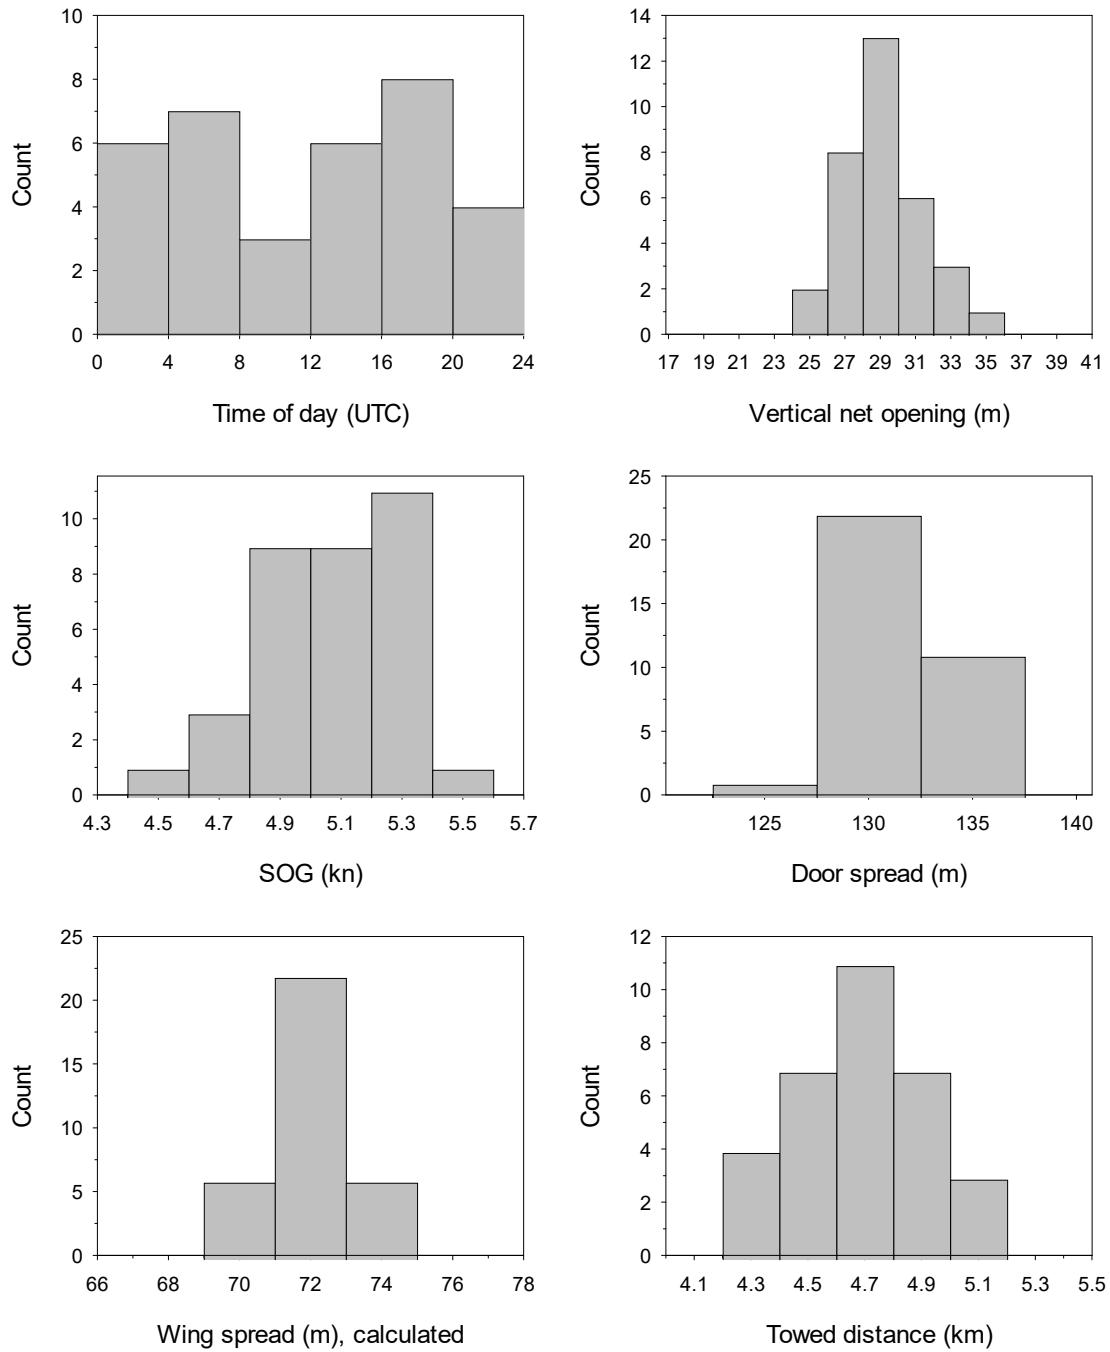 10
8
6
4
2
0
Count
0 4 8 12 16 20 24
Time of day (UTC)
14
12
10
8
6
4
2
0
Count
17 19 21 23 25 27 29 31 33 35 37 39 41
Vertical net opening (m)
10
8
6
4
2
0
Count
4.3 4.5 4.7 4.9 5.1 5.3 5.5 5.7
SOG (kn)
25
20
15
10
5
0
Count
125 130 135 140
Door spread (m)
25
20
15
10
5
0
Count
66 68 70 72 74 76 78
Wing spread (m), calculated
12
10
8
6
4
2
0
Count
4.1 4.3 4.5 4.7 4.9 5.1 5.3 5.5
Towed distance (km)